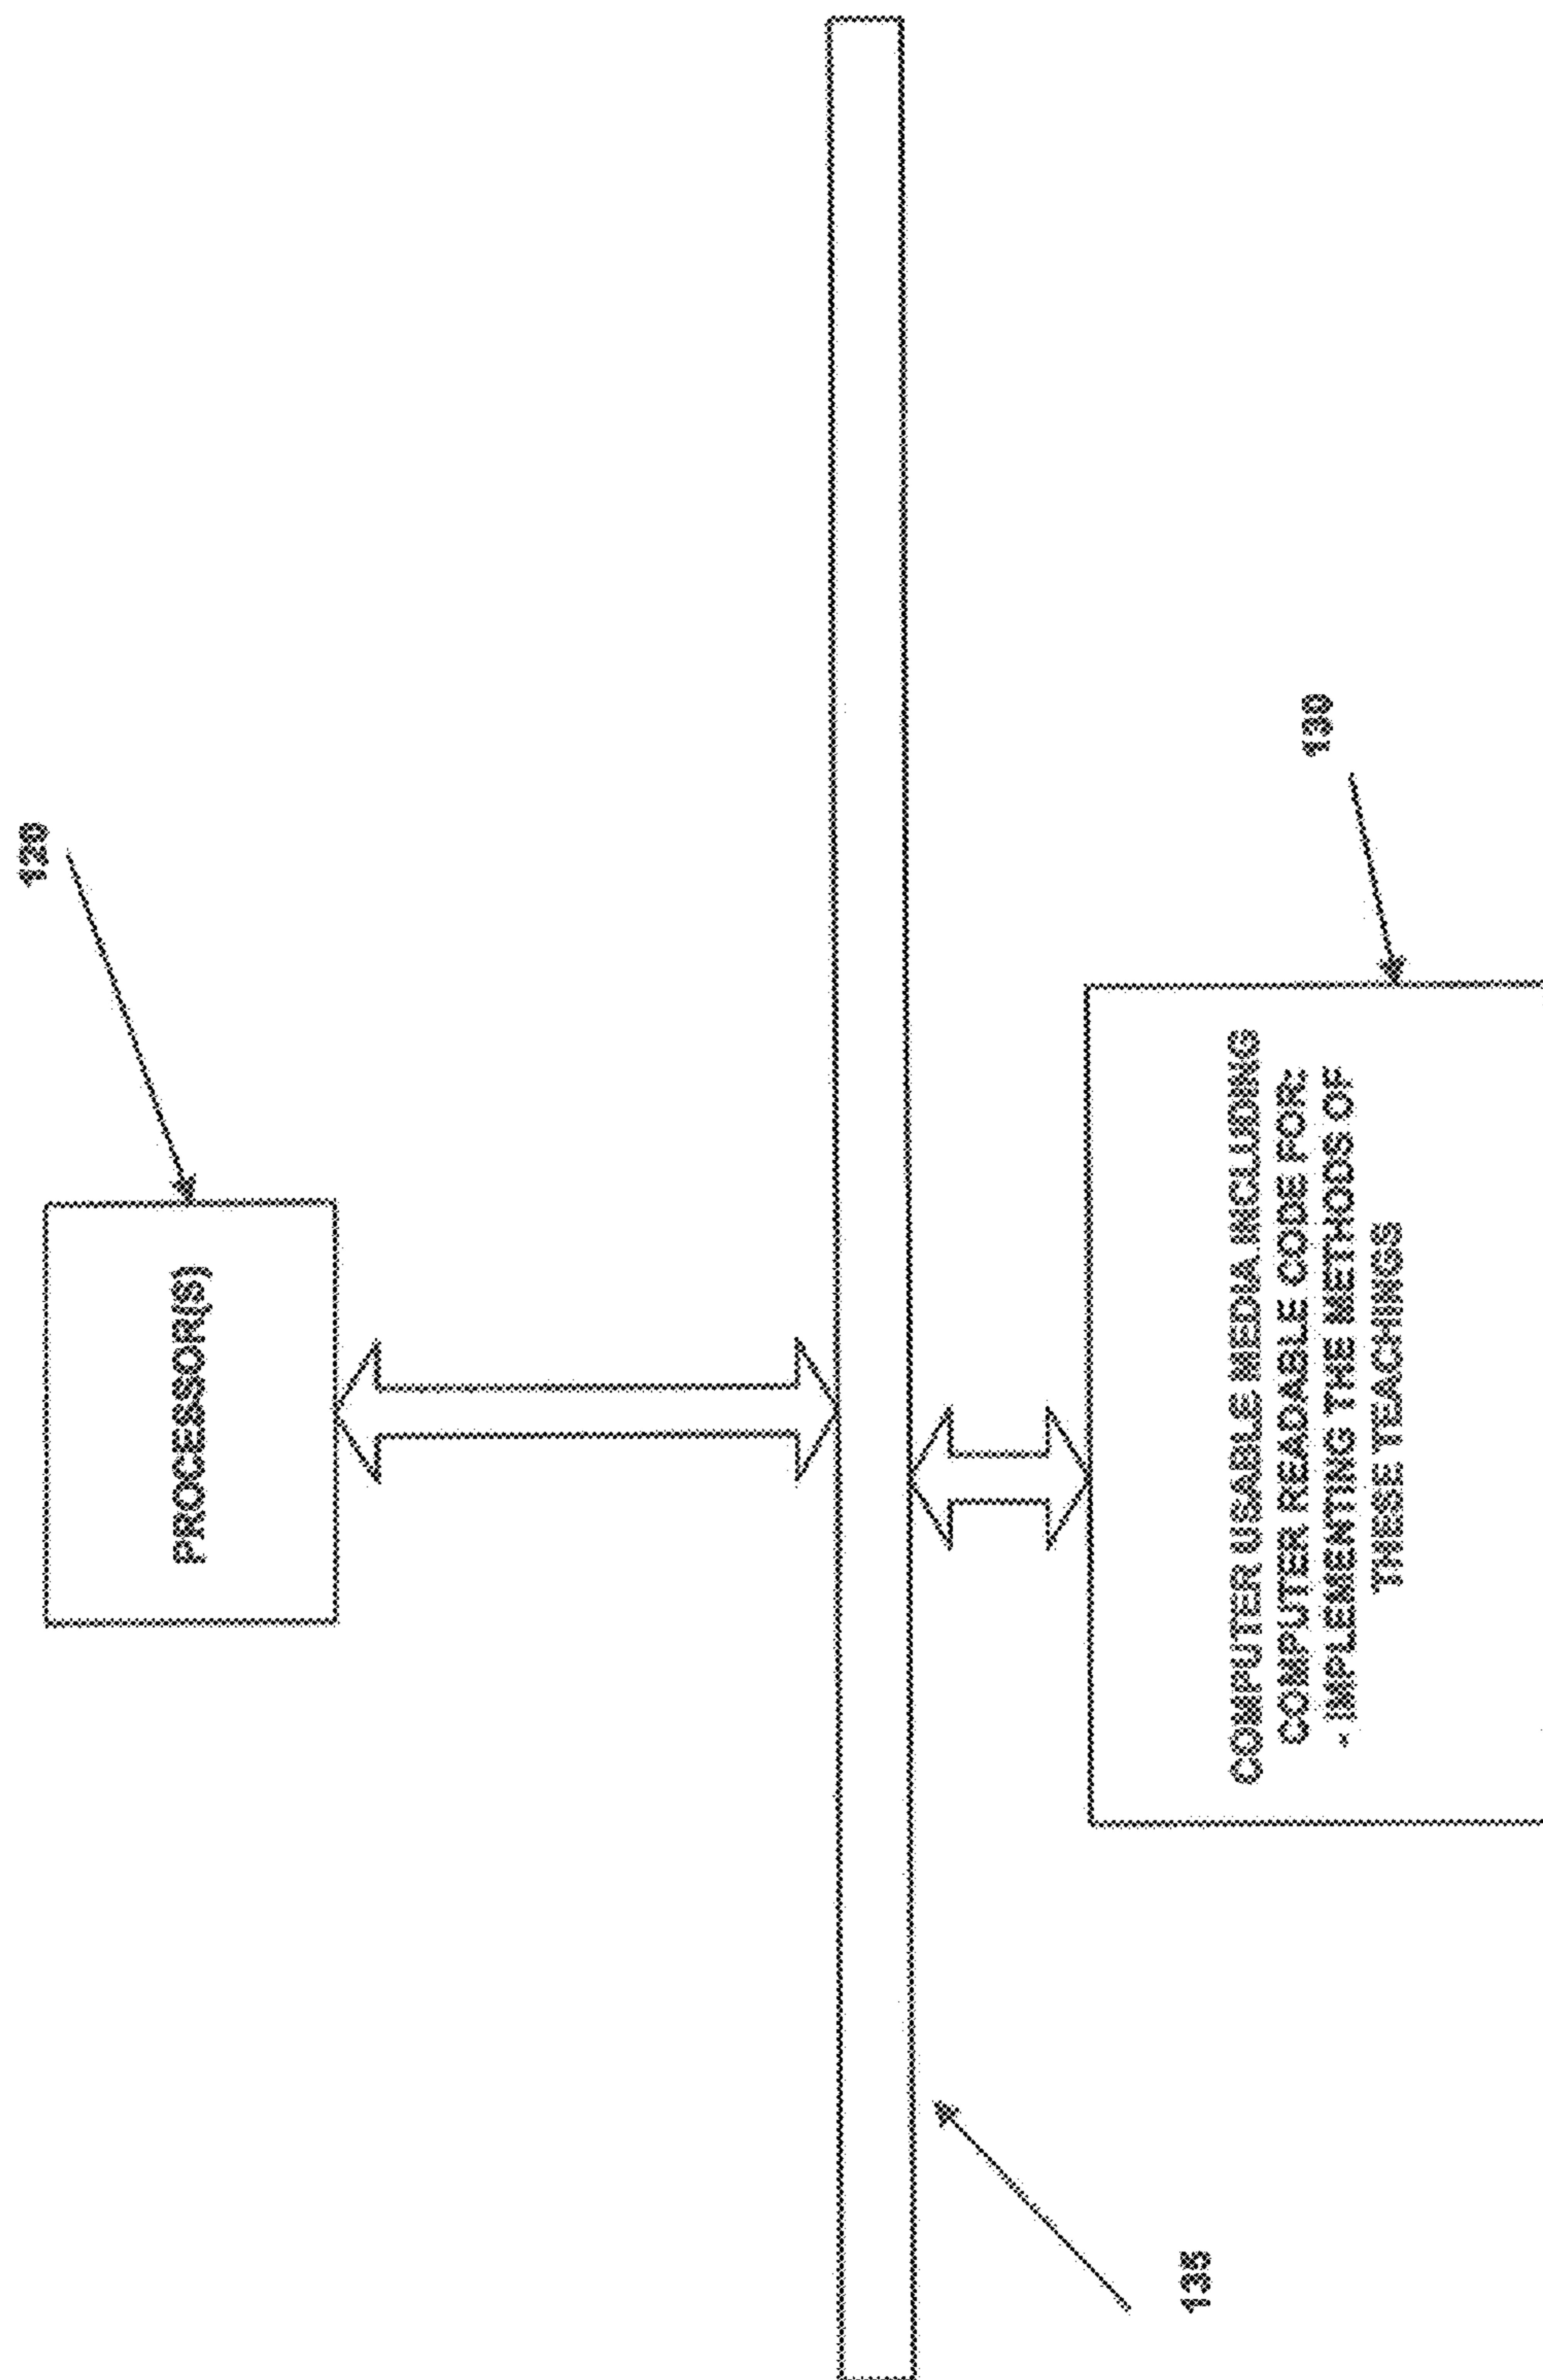 120
PROCESSOR(S)
130
COMPUTER USABLE MEDIA INCLUDING
COMPUTER READABLE CODE FOR:
- IMPLEMENTING THE METHODS OF
THESE TEACHINGS
135